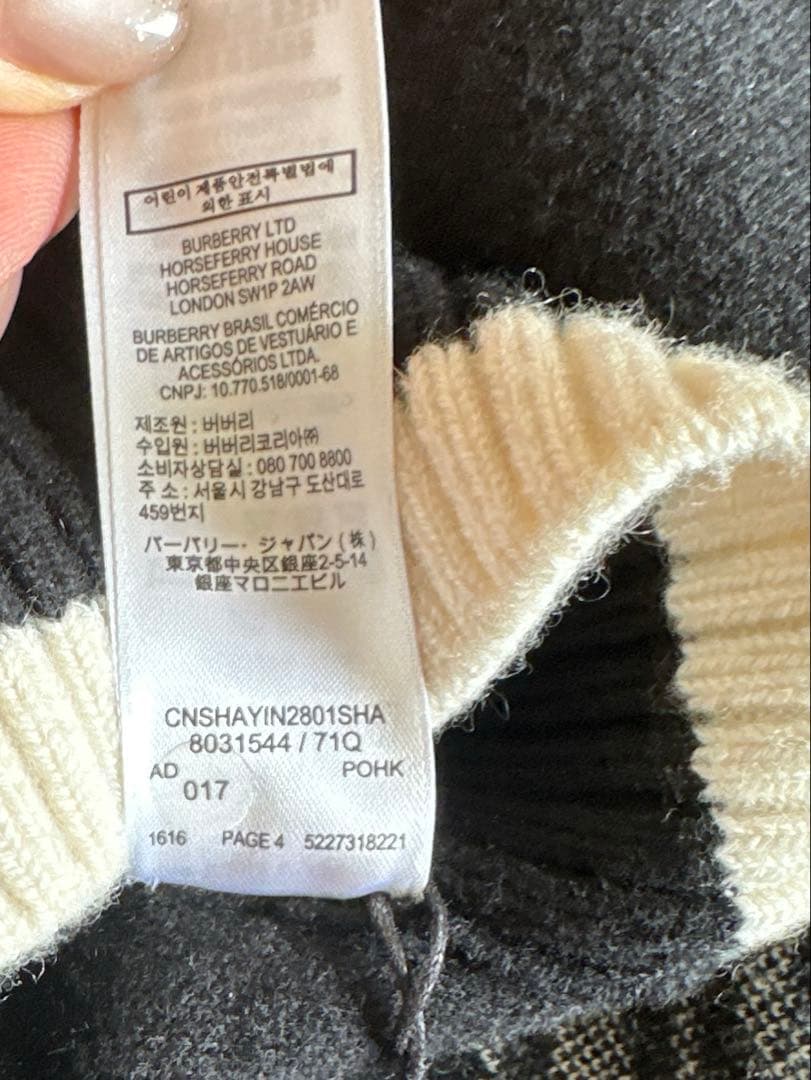 어린이 제품안전특별법에
의한 표시
BURBERRY LTD
HORSEFERRY HOUSE
HORSEFERRY ROAD
LONDON SW1P 2AW
BURBERRY BRASIL COMÉRCIO
DE ARTIGOS DE VESTUÁRIO E
ACESSÓRIOS LTDA.
CNPJ: 10.770.518/0001-68
제조원 : 버버리
수입원 : 버버리코리아㈜
소비자상담실 : 080 700 8800
주 소 : 서울시 강남구 도산대로
459번지
バーバリー・ジャパン(株)
東京都中央区銀座2-5-14
銀座マロニエビル
CNSHAYIN2801SHA
8031544 / 71Q
AD POHK
017
1616 PAGE 4 5227318221